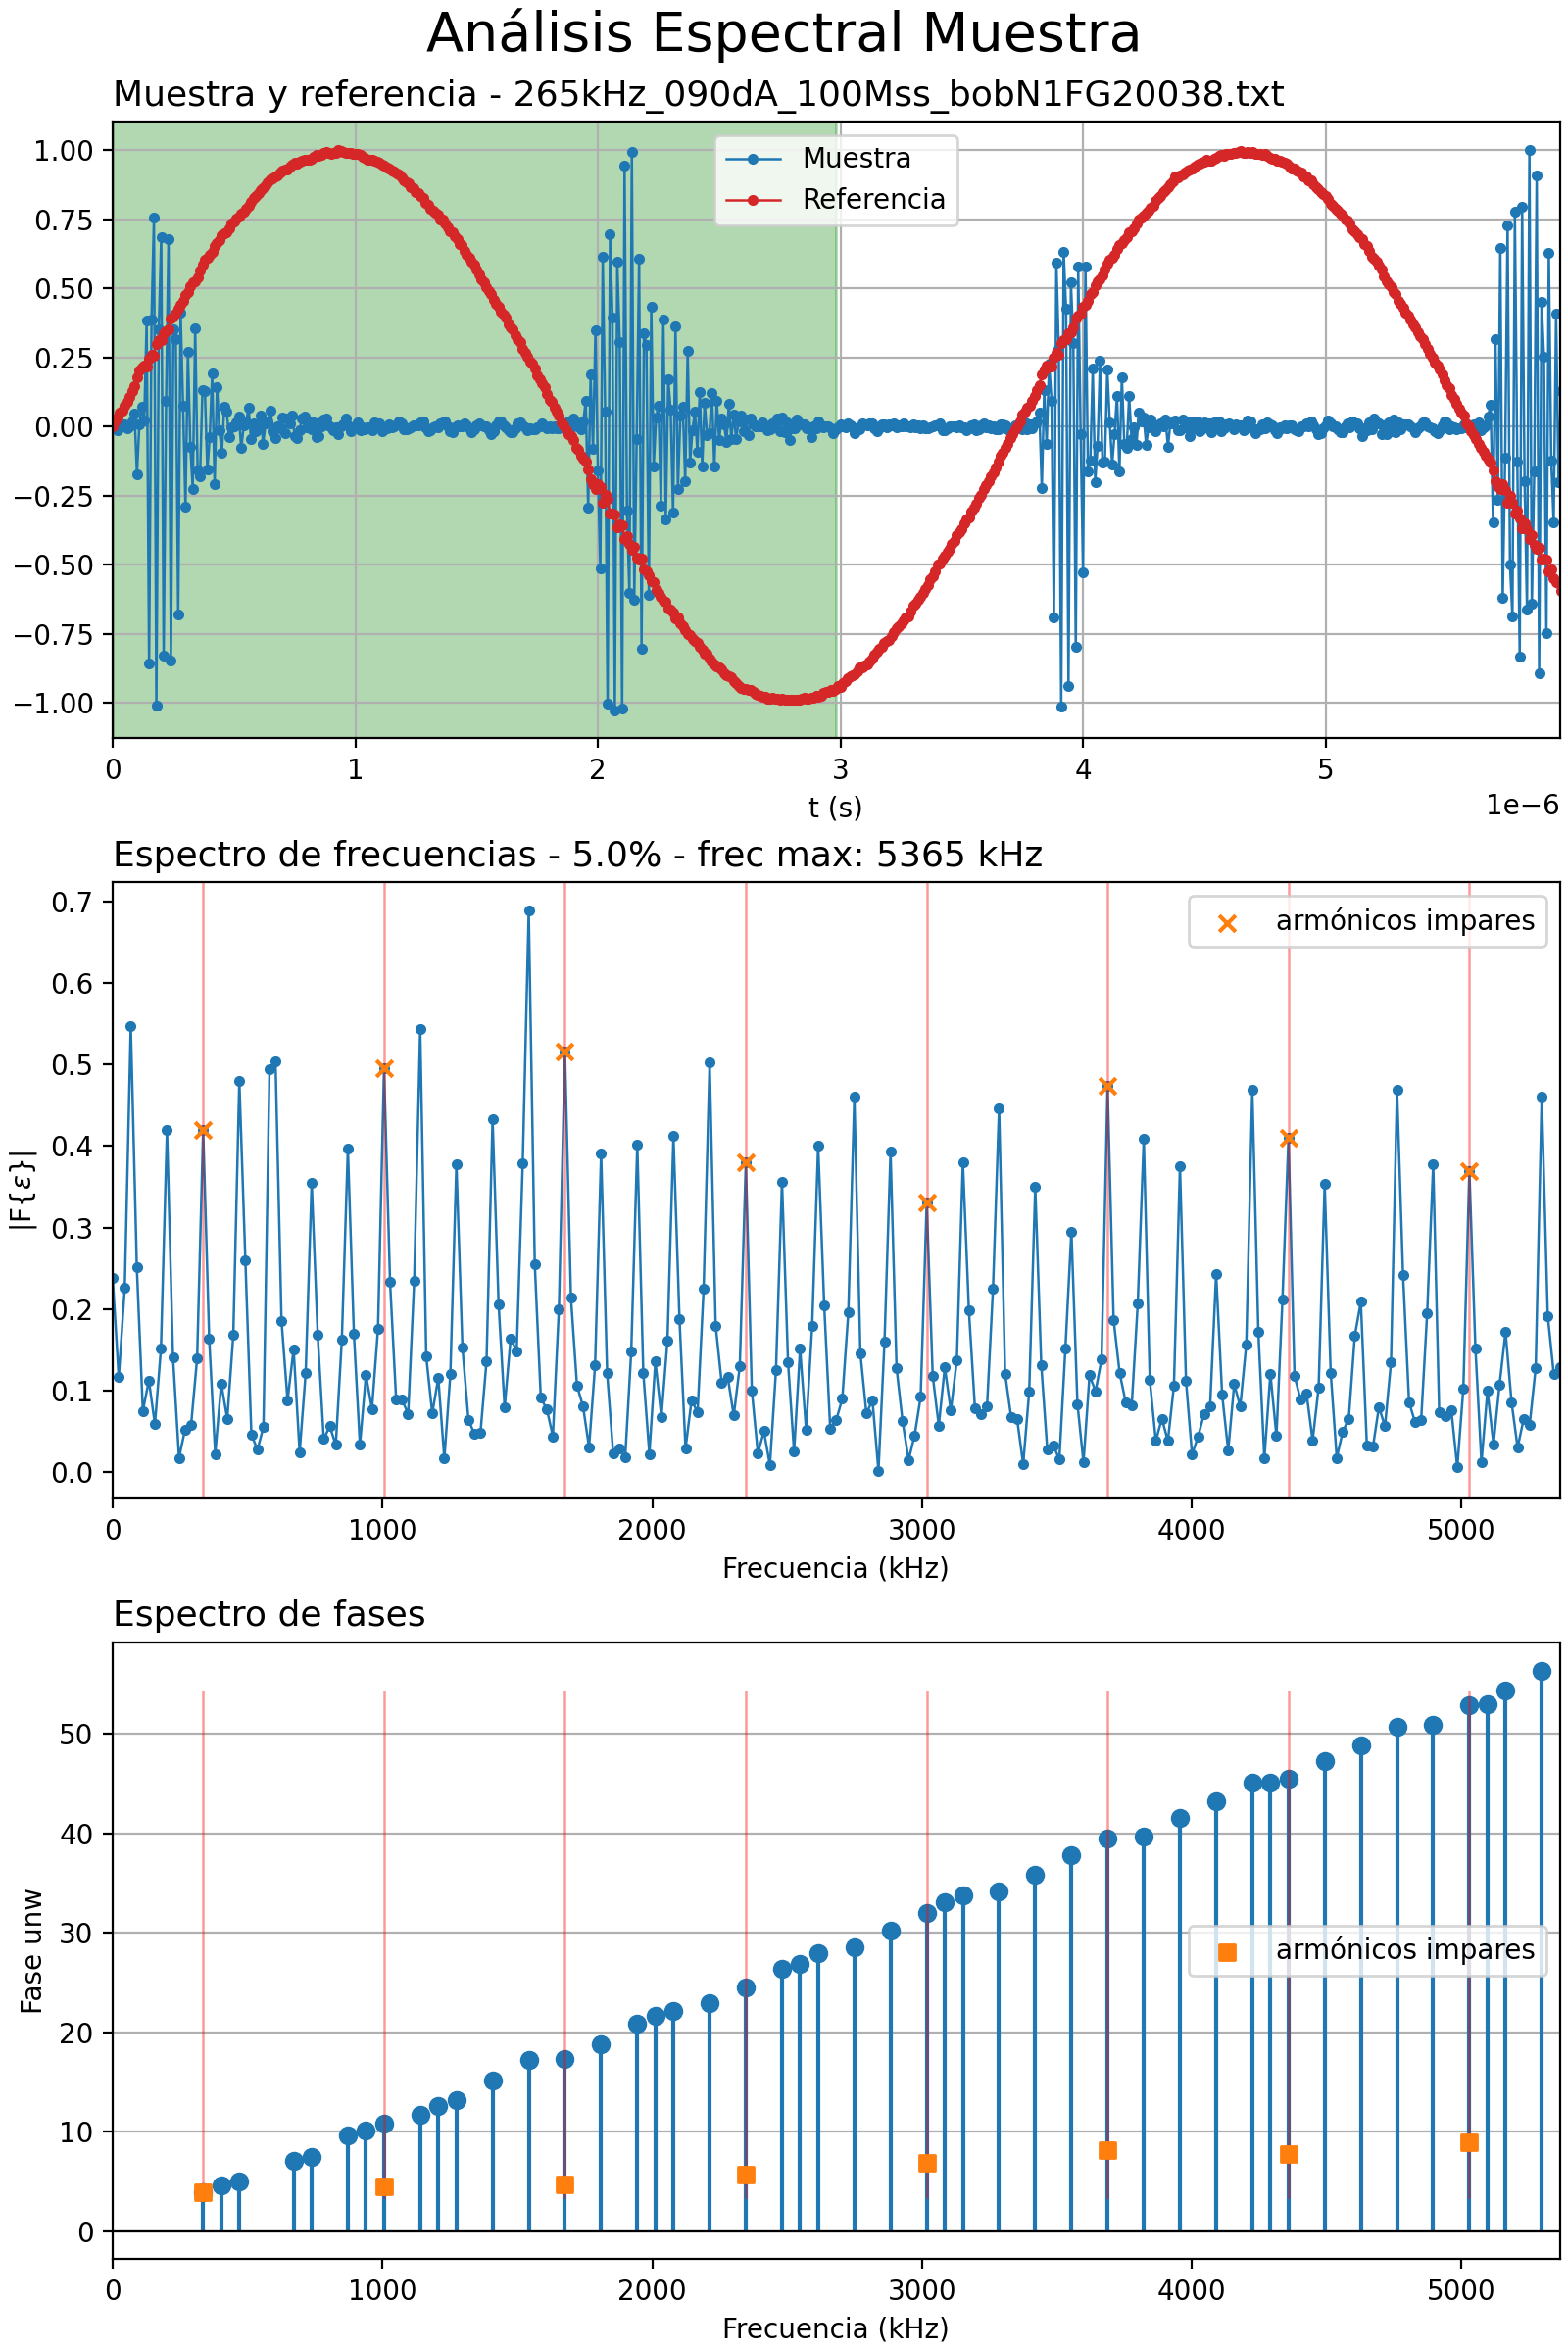 Análisis Espectral Muestra
Muestra y referencia - 265kHz_090dA_100Mss_bobN1FG20038.txt
1.00
0.75
0.50
0.25
0.00
−0.25
−0.50
−0.75
−1.00
Muestra
Referencia
0 1 2 3 4 5
t (s)
1e−6
Espectro de frecuencias - 5.0% - frec max: 5365 kHz
0.7
0.6
0.5
0.4
0.3
0.2
0.1
0.0
|F{ε}|
armónicos impares
0 1000 2000 3000 4000 5000
Frecuencia (kHz)
Espectro de fases
50
40
30
20
10
0
Fase unw
armónicos impares
0 1000 2000 3000 4000 5000
Frecuencia (kHz)